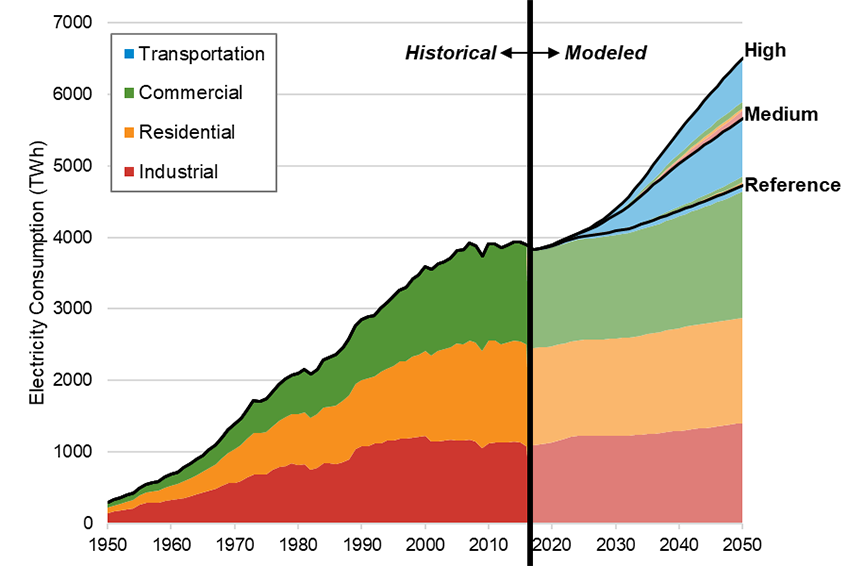 7000
6000
5000
4000
3000
2000
1000
0
Electricity Consumption (TWh)
Transportation
Commercial
Residential
Industrial
Historical
Modeled
High
Medium
Reference
1950 1960 1970 1980 1990 2000 2010 2020 2030 2040 2050